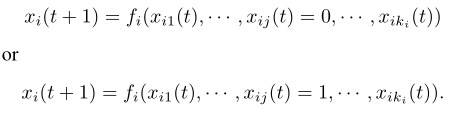 x_i(t + 1) = f_i(x_{i1}(t), ⋯ , x_{ij}(t) = 0, ⋯ , x_{ik_i}(t))
or
x_i(t + 1) = f_i(x_{i1}(t), ⋯ , x_{ij}(t) = 1, ⋯ , x_{ik_i}(t)).